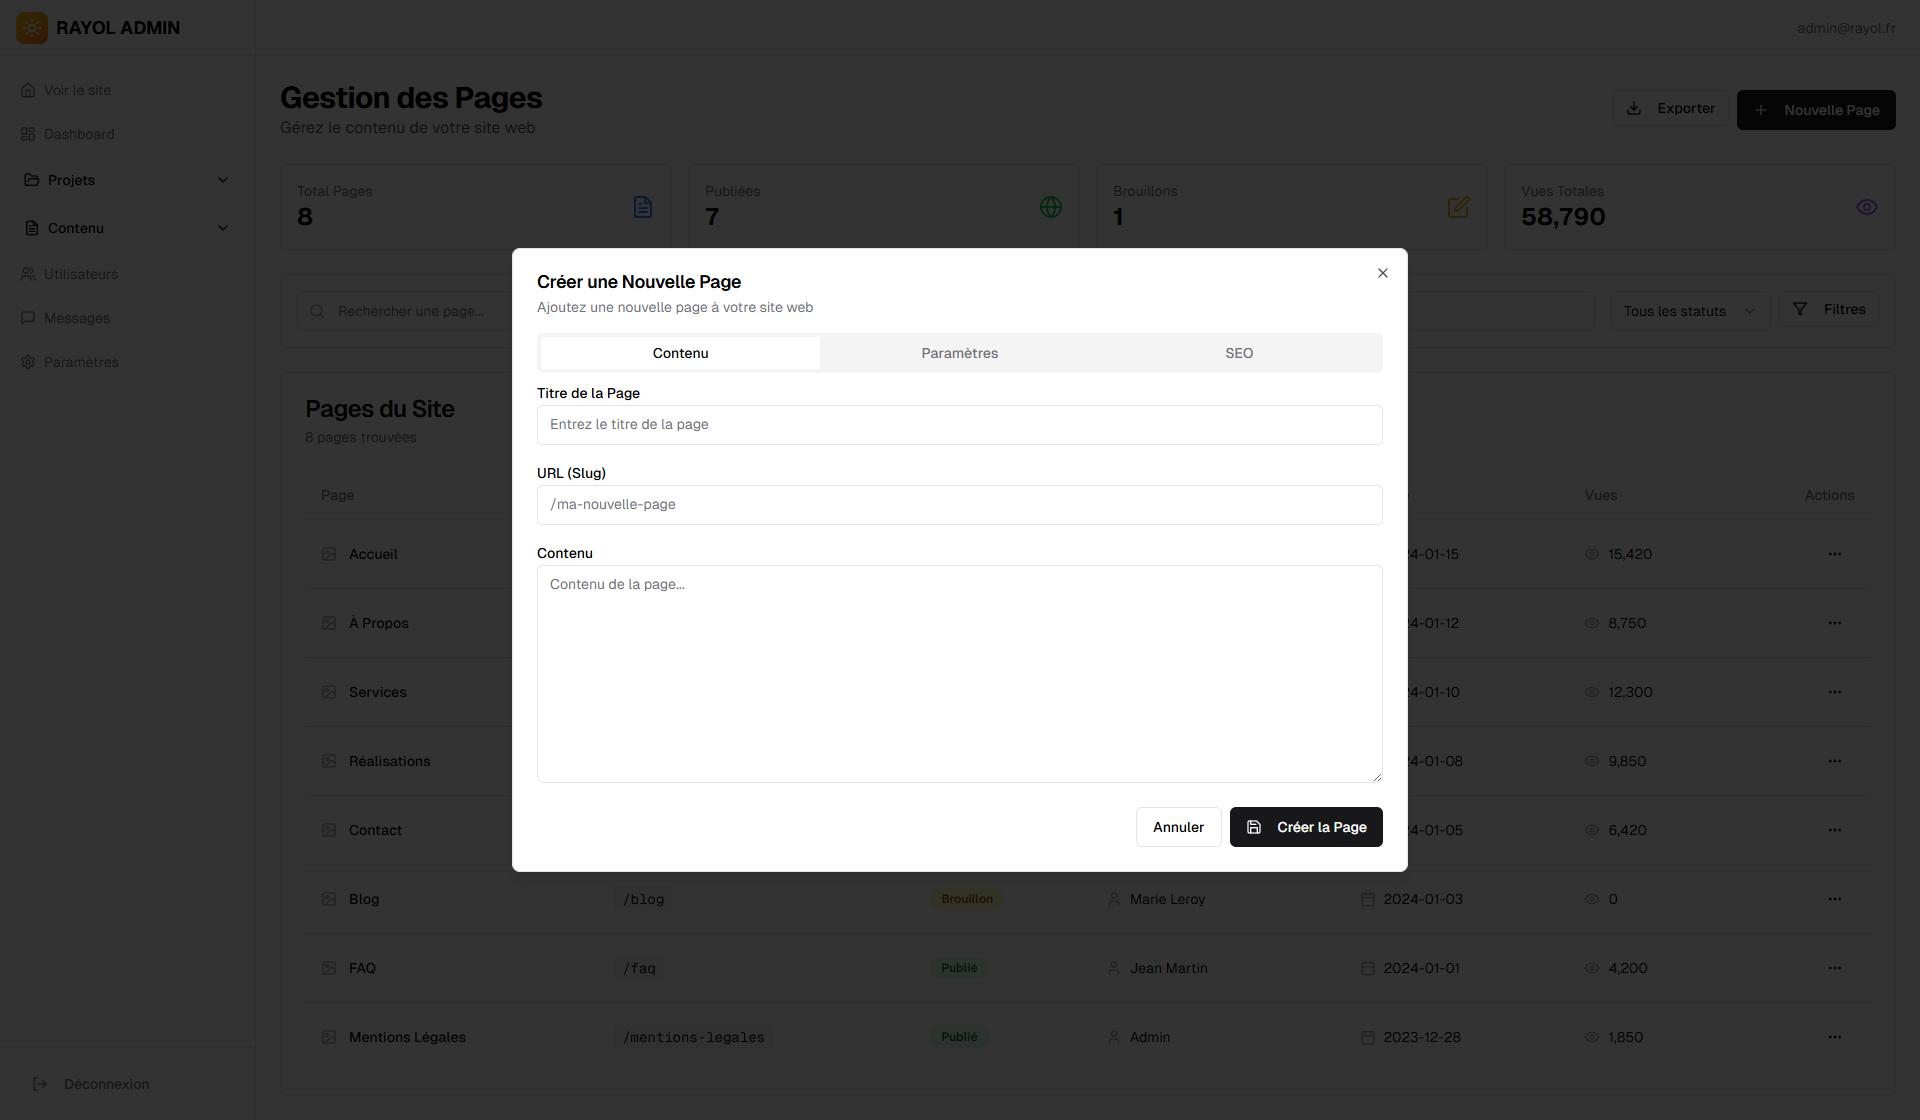 RAYOL ADMIN
admin@rayol.fr
Voir le site
Dashboard
Projets
Contenu
Utilisateurs
Messages
Paramètres
Déconnexion
Gestion des Pages
Gérez le contenu de votre site web
Exporter
Nouvelle Page
Total Pages
8
Publiées
7
Brouillons
1
Vues Totales
58,790
Rechercher une page...
Tous les statuts
Filtres
Pages du Site
8 pages trouvées
Page Vues Actions
Accueil 4-01-15 15,420
À Propos 4-01-12 8,750
Services 4-01-10 12,300
Réalisations 4-01-08 9,850
Contact 4-01-05 6,420
Blog /blog Brouillon Marie Leroy 2024-01-03 0
FAQ /faq Publié Jean Martin 2024-01-01 4,200
Mentions Légales /mentions-legales Publié Admin 2023-12-28 1,850
Créer une Nouvelle Page
Ajoutez une nouvelle page à votre site web
Contenu Paramètres SEO
Titre de la Page
Entrez le titre de la page
URL (Slug)
/ma-nouvelle-page
Contenu
Contenu de la page...
Annuler
Créer la Page